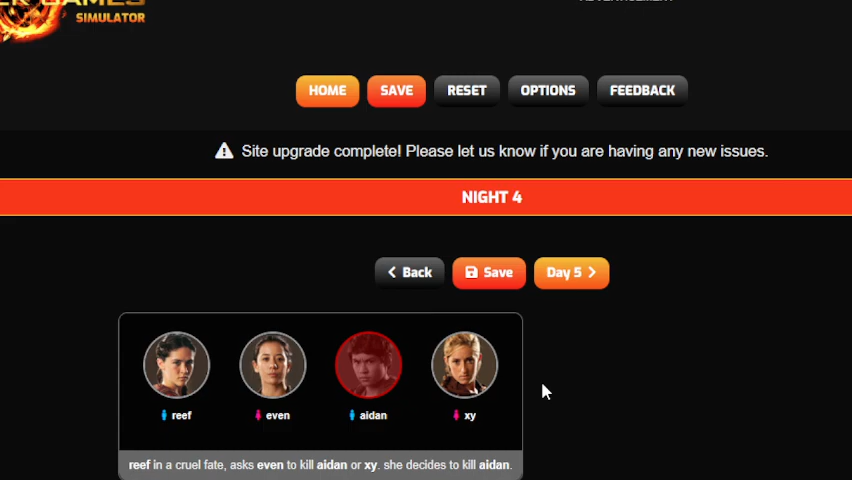 SIMULATOR
HOME SAVE RESET OPTIONS FEEDBACK
Site upgrade complete! Please let us know if you are having any new issues.
NIGHT 4
Back Save Day 5
reef even aidan xy
reef in a cruel fate, asks even to kill aidan or xy. she decides to kill aidan.